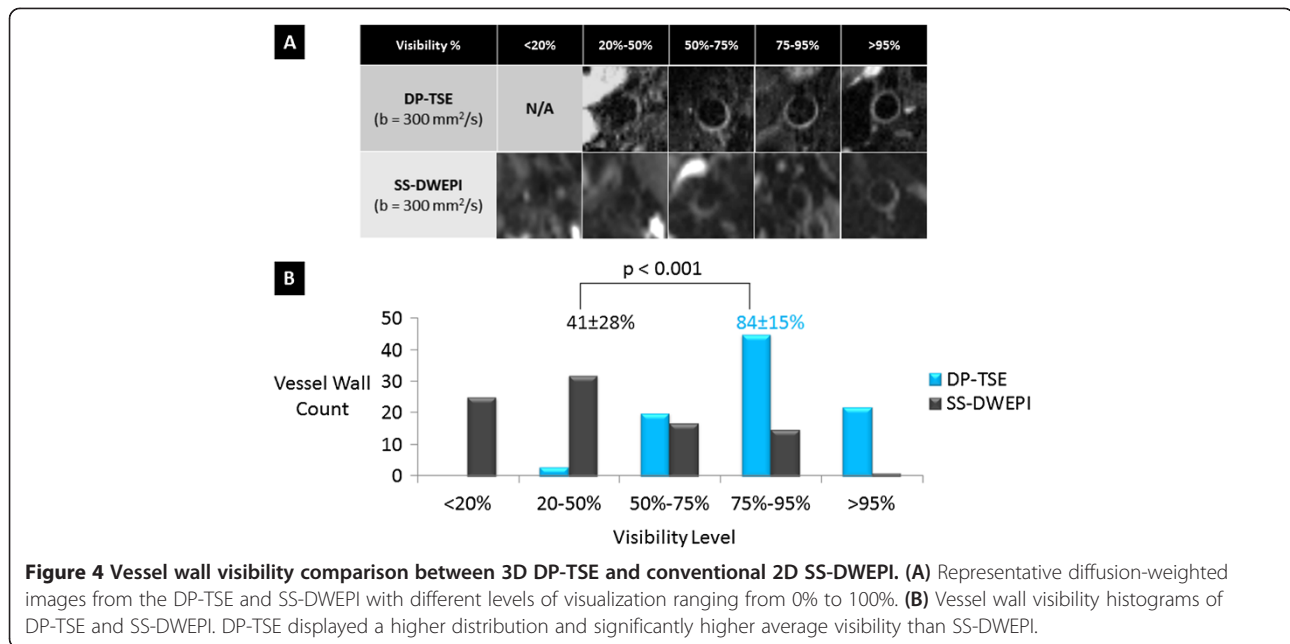 A
Visibility % <20% 20%-50% 50%-75% 75-95% >95%
DP-TSE
(b = 300 mm²/s)
N/A
SS-DWEPI
(b = 300 mm²/s)
B
p < 0.001
41±28% 84±15%
50
40
30
20
10
0
Vessel Wall
Count
DP-TSE
SS-DWEPI
<20% 20-50% 50%-75% 75%-95% >95%
Visibility Level
Figure 4 Vessel wall visibility comparison between 3D DP-TSE and conventional 2D SS-DWEPI. (A) Representative diffusion-weighted
images from the DP-TSE and SS-DWEPI with different levels of visualization ranging from 0% to 100%. (B) Vessel wall visibility histograms of
DP-TSE and SS-DWEPI. DP-TSE displayed a higher distribution and significantly higher average visibility than SS-DWEPI.